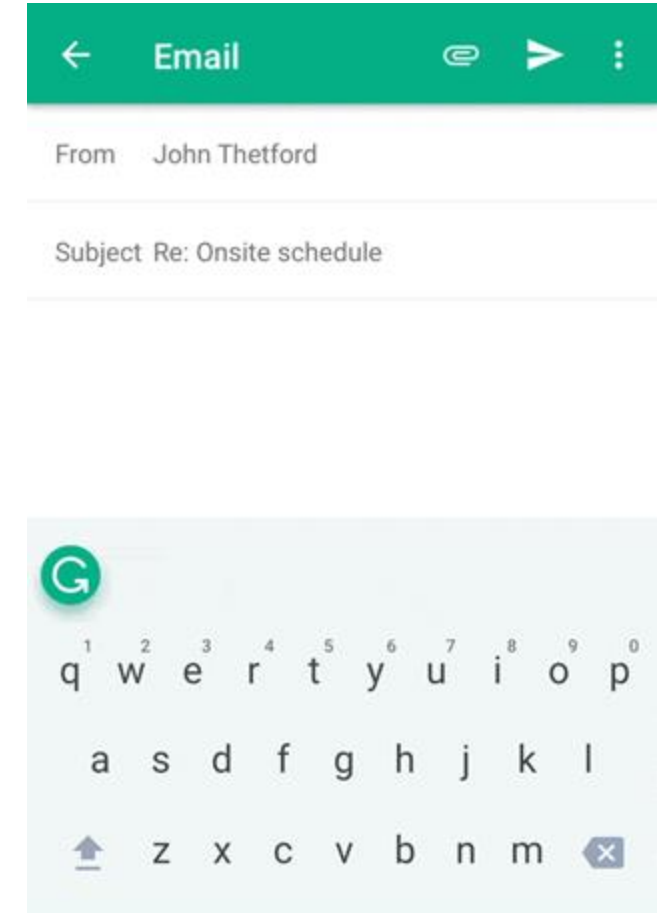 Email
From John Thetford
Subject Re: Onsite schedule
G
1 2 3 4 5 6 7 8 9 0
q w e r t y u i o p
a s d f g h j k l
z x c v b n m